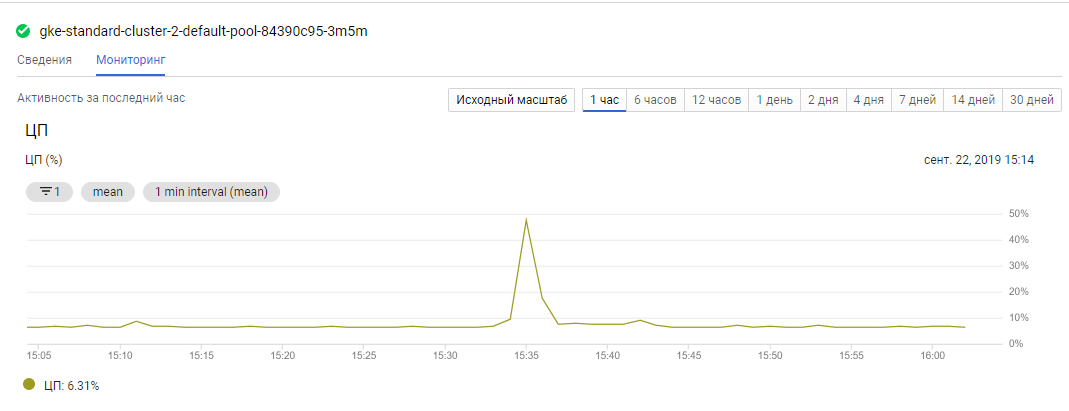 gke-standard-cluster-2-default-pool-84390c95-3m5m
Сведения Мониторинг
Активность за последний час Исходный масштаб 1 час 6 часов 12 часов 1 день 2 дня 4 дня 7 дней 14 дней 30 дней
ЦП
ЦП (%) сент. 22, 2019 15:14
1 mean 1 min interval (mean)
50%
40%
30%
20%
10%
0%
15:05 15:10 15:15 15:20 15:25 15:30 15:35 15:40 15:45 15:50 15:55 16:00
ЦП: 6.31%